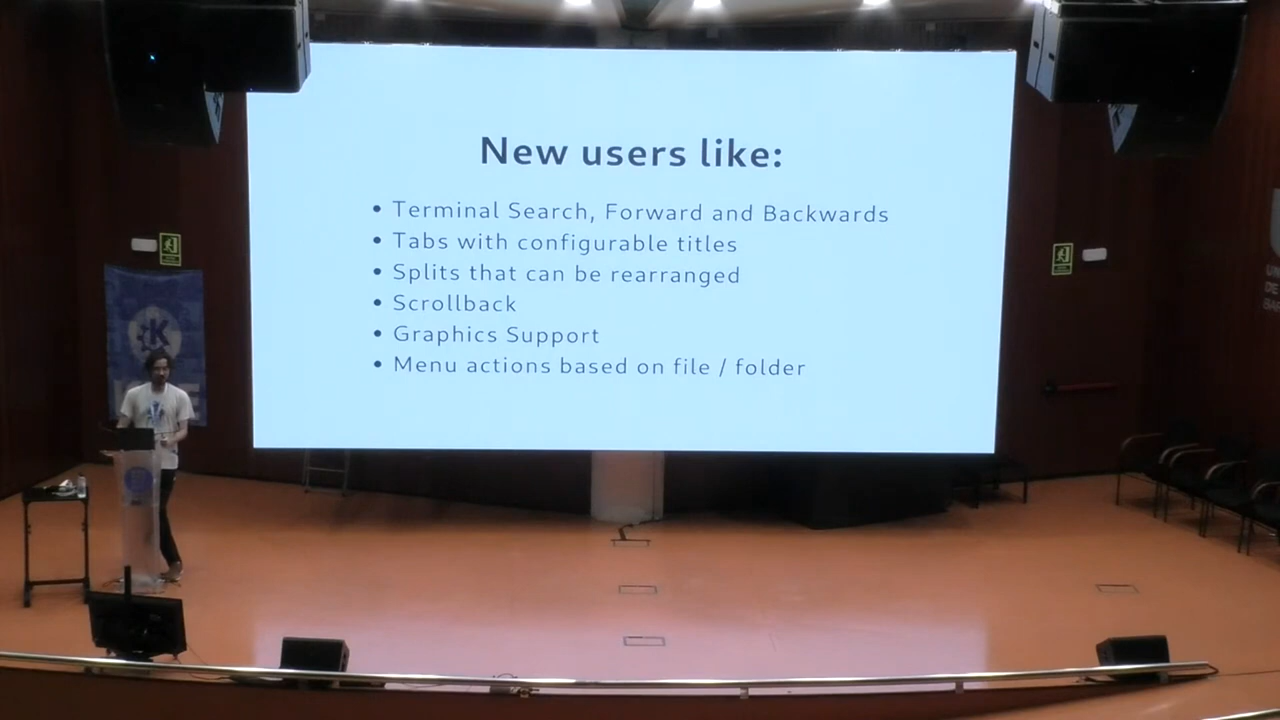 New users like:
• Terminal Search, Forward and Backwards
• Tabs with configurable titles
• Splits that can be rearranged
• Scrollback
• Graphics Support
• Menu actions based on file / folder
K